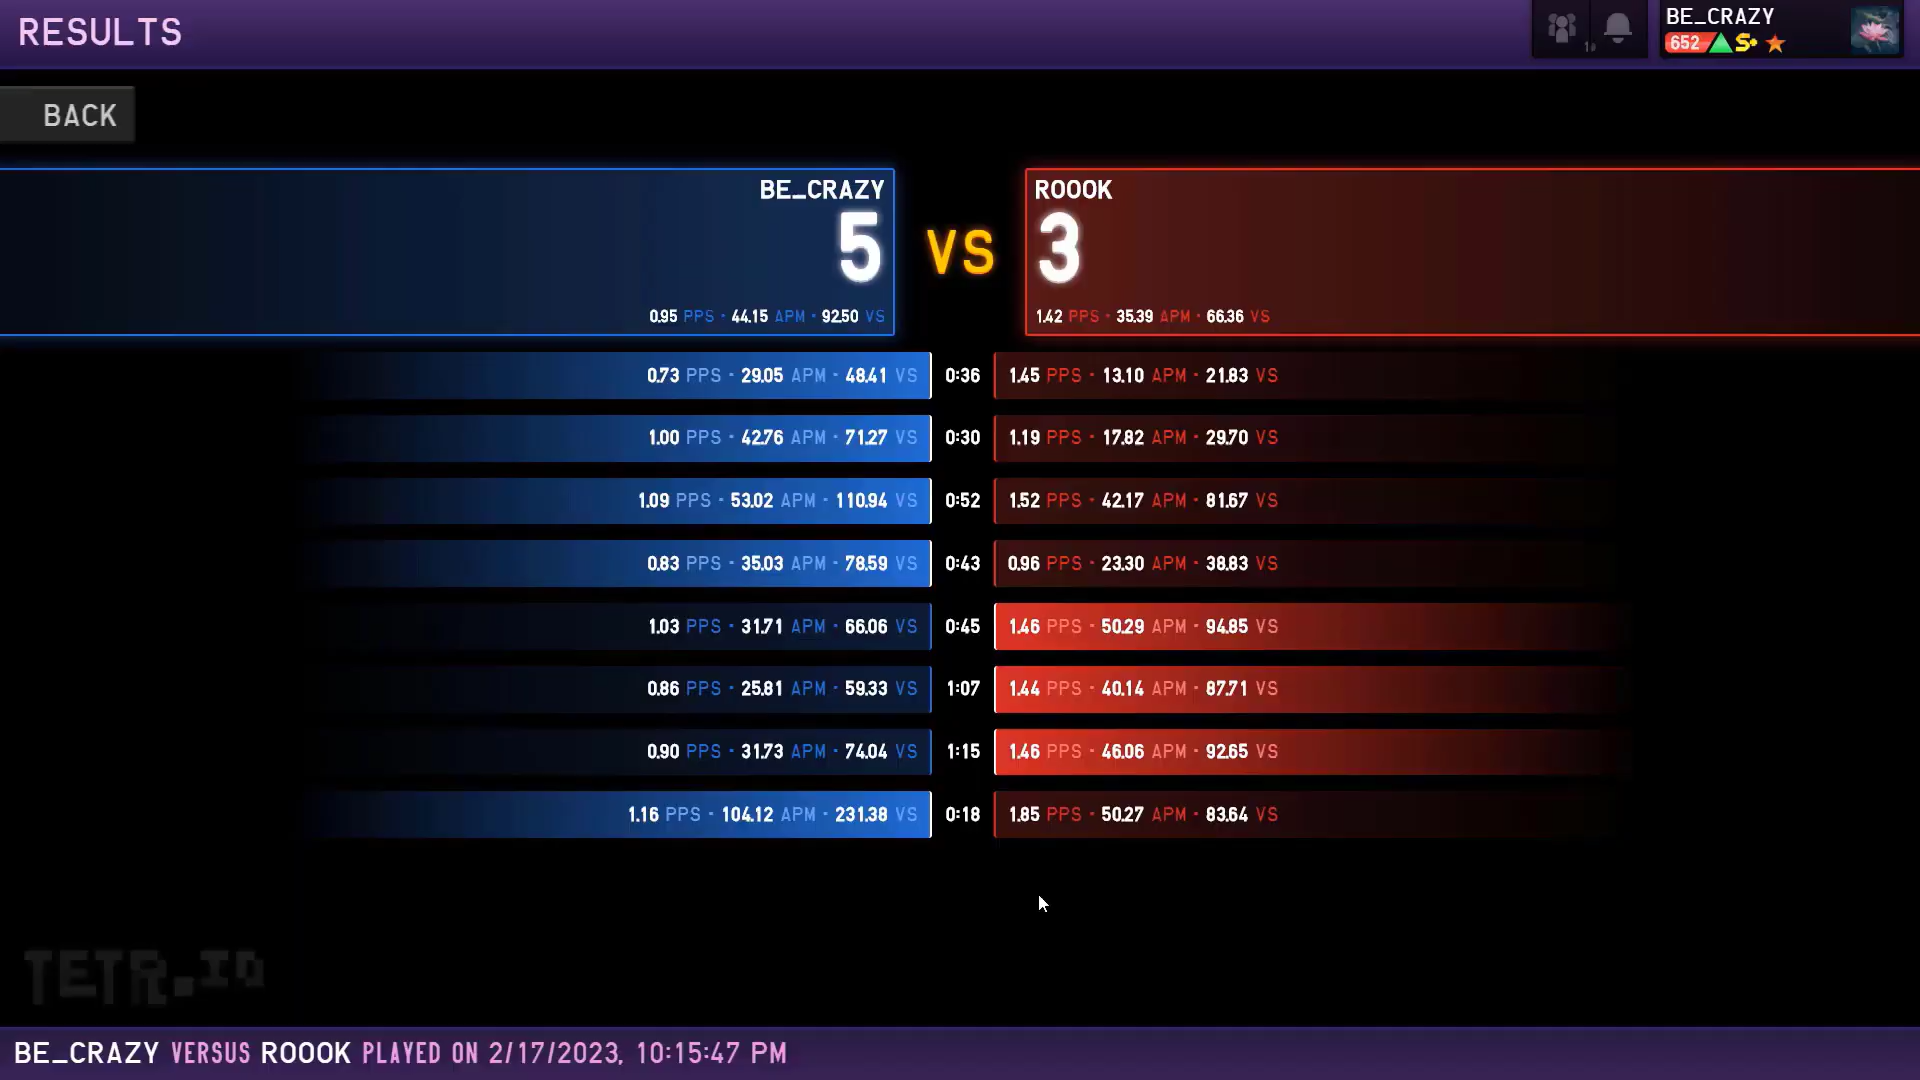 RESULTS
BE_CRAZY
652 S+
BACK
BE_CRAZY
5
0.95 PPS · 44.15 APM · 92.50 VS
VS
ROOOK
3
1.42 PPS · 35.39 APM · 66.36 VS
0.73 PPS · 29.05 APM · 48.41 VS 0:36 1.45 PPS · 13.10 APM · 21.83 VS
1.00 PPS · 42.76 APM · 71.27 VS 0:30 1.19 PPS · 17.82 APM · 29.70 VS
1.09 PPS · 53.02 APM · 110.94 VS 0:52 1.52 PPS · 42.17 APM · 81.67 VS
0.83 PPS · 35.03 APM · 78.59 VS 0:43 0.96 PPS · 23.30 APM · 38.83 VS
1.03 PPS · 31.71 APM · 66.06 VS 0:45 1.46 PPS · 50.29 APM · 94.85 VS
0.86 PPS · 25.81 APM · 59.33 VS 1:07 1.44 PPS · 40.14 APM · 87.71 VS
0.90 PPS · 31.73 APM · 74.04 VS 1:15 1.46 PPS · 46.06 APM · 92.65 VS
1.16 PPS · 104.12 APM · 231.38 VS 0:18 1.85 PPS · 50.27 APM · 83.64 VS
TETR.IO
BE_CRAZY VERSUS ROOOK PLAYED ON 2/17/2023, 10:15:47 PM